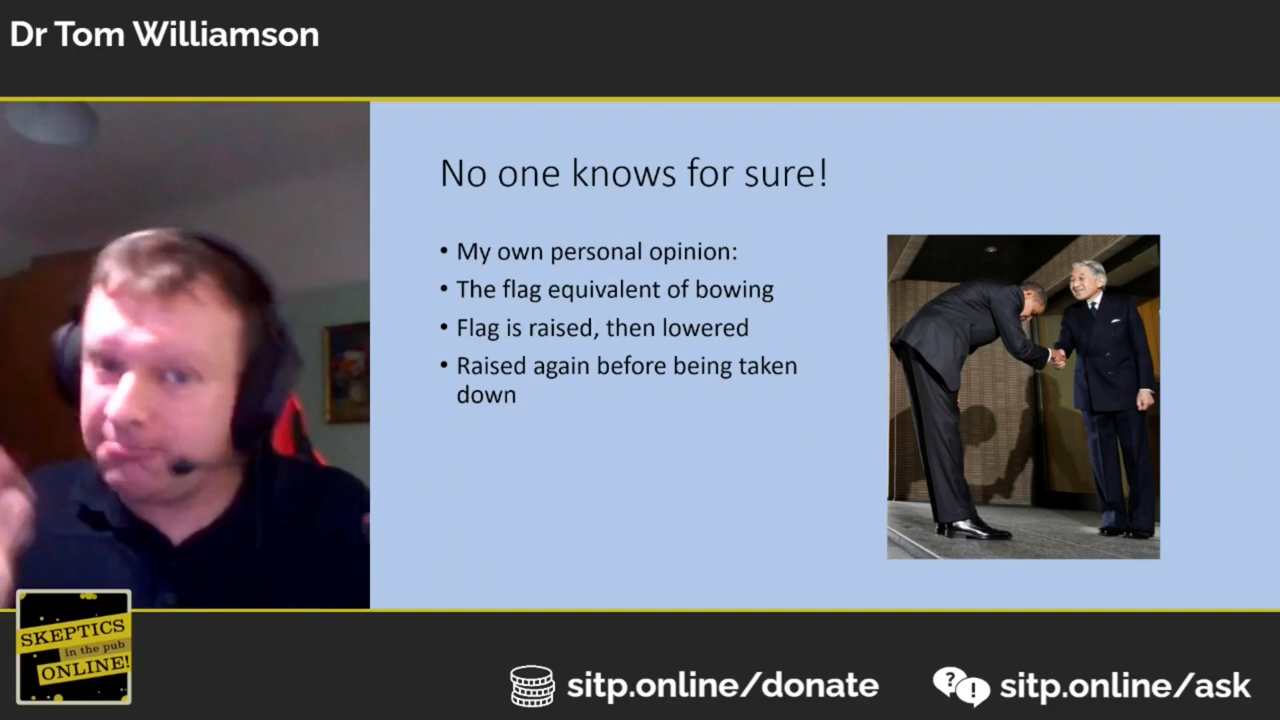 Dr Tom Williamson
No one knows for sure!
• My own personal opinion:
• The flag equivalent of bowing
• Flag is raised, then lowered
• Raised again before being taken
down
SKEPTICS
in the pub
ONLINE!
sitp.online/donate
? !
sitp.online/ask